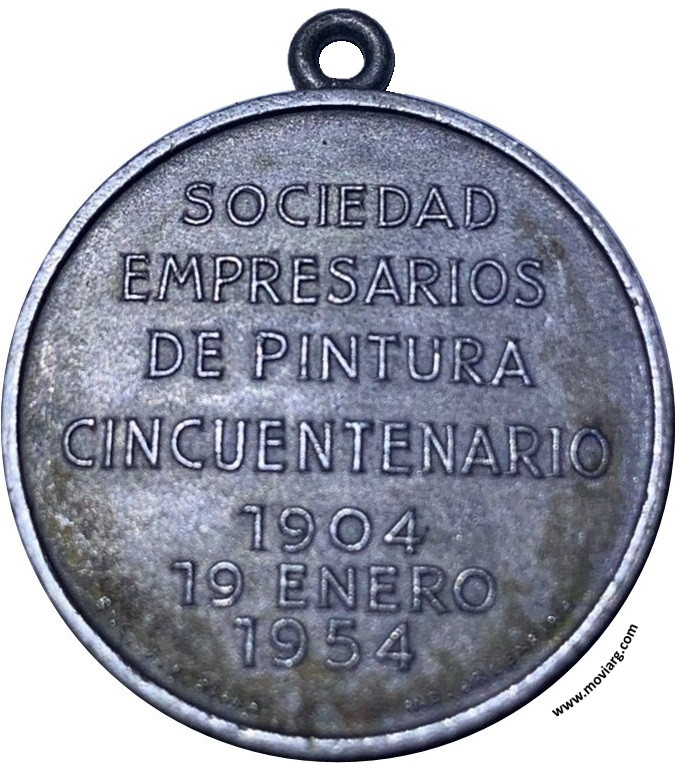 SOCIEDAD
EMPRESARIOS
DE PINTURA
CINCUENTENARIO
1904
19 ENERO
1954
www.moviarg.com